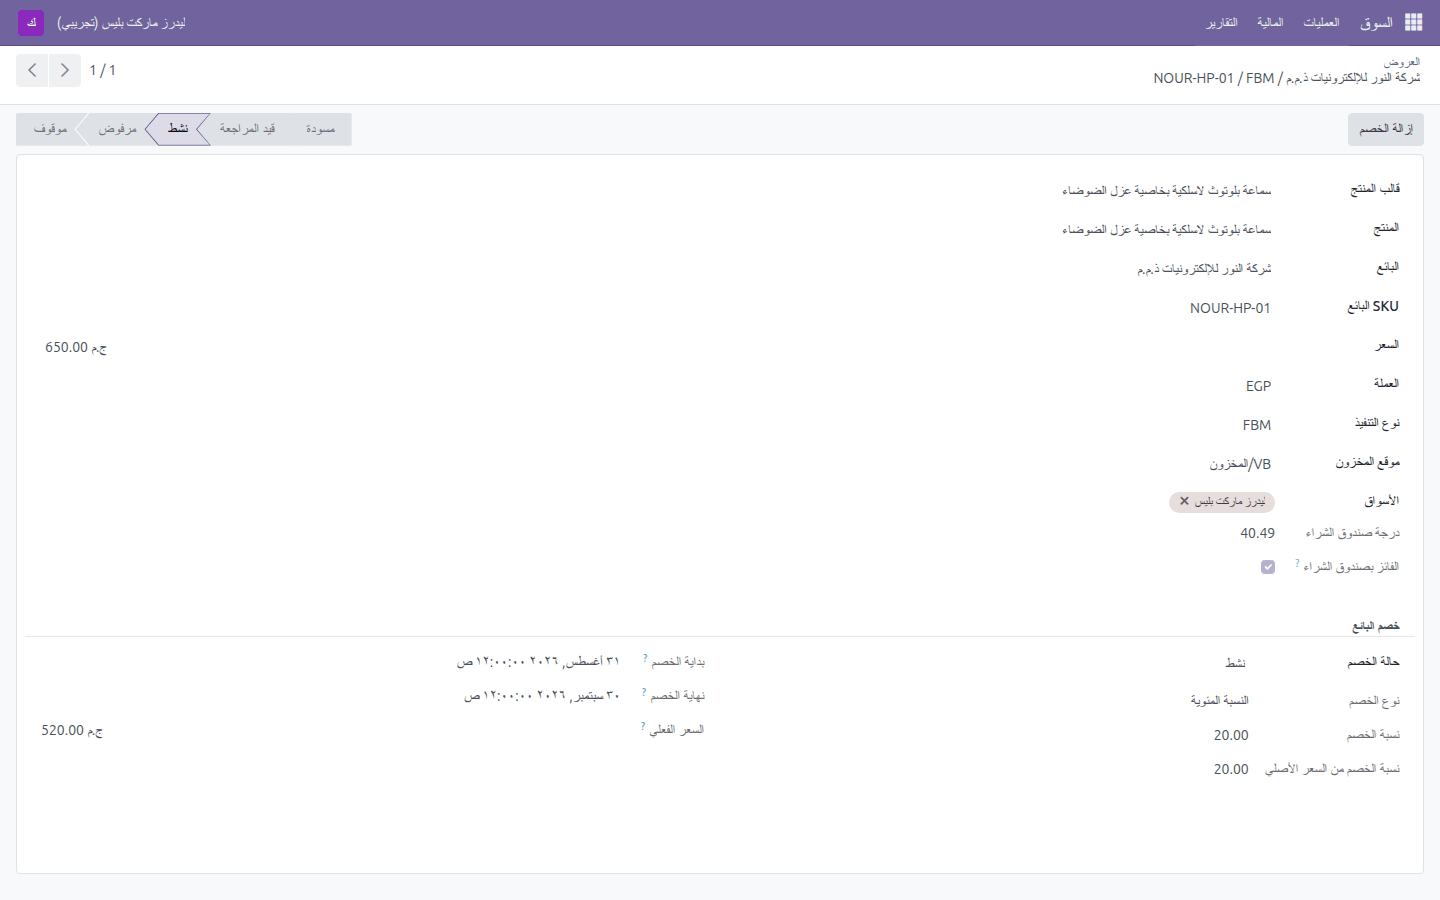 السوق
العمليات
المالية
التقارير
ليدرز ماركت بليس (تجريبي)
لك
العروض
شركة النور للإلكترونيات ذ.م.م / NOUR-HP-01 / FBM
1 / 1
إزالة الخصم
مسودة
قيد المراجعة
نشط
مرفوض
موقوف
قالب المنتج
سماعة بلوتوث لاسلكية بخاصية عزل الضوضاء
المنتج
سماعة بلوتوث لاسلكية بخاصية عزل الضوضاء
البائع
شركة النور للإلكترونيات ذ.م.م
SKU البائع
NOUR-HP-01
السعر
650.00 ج.م
العملة
EGP
نوع التنفيذ
FBM
موقع المخزون
VB/المخزون
الأسواق
ليدرز ماركت بليس ✕
درجة صندوق الشراء
40.49
الفائز بصندوق الشراء ?
خصم البائع
حالة الخصم
نشط
نوع الخصم
النسبة المئوية
نسبة الخصم
20.00
نسبة الخصم من السعر الأصلي
20.00
بداية الخصم ?
٣١ أغسطس, ٢٠٢٦ ١٢:٠٠:٠٠ ص
نهاية الخصم ?
٣٠ سبتمبر, ٢٠٢٦ ١٢:٠٠:٠٠ ص
السعر الفعلي ?
520.00 ج.م